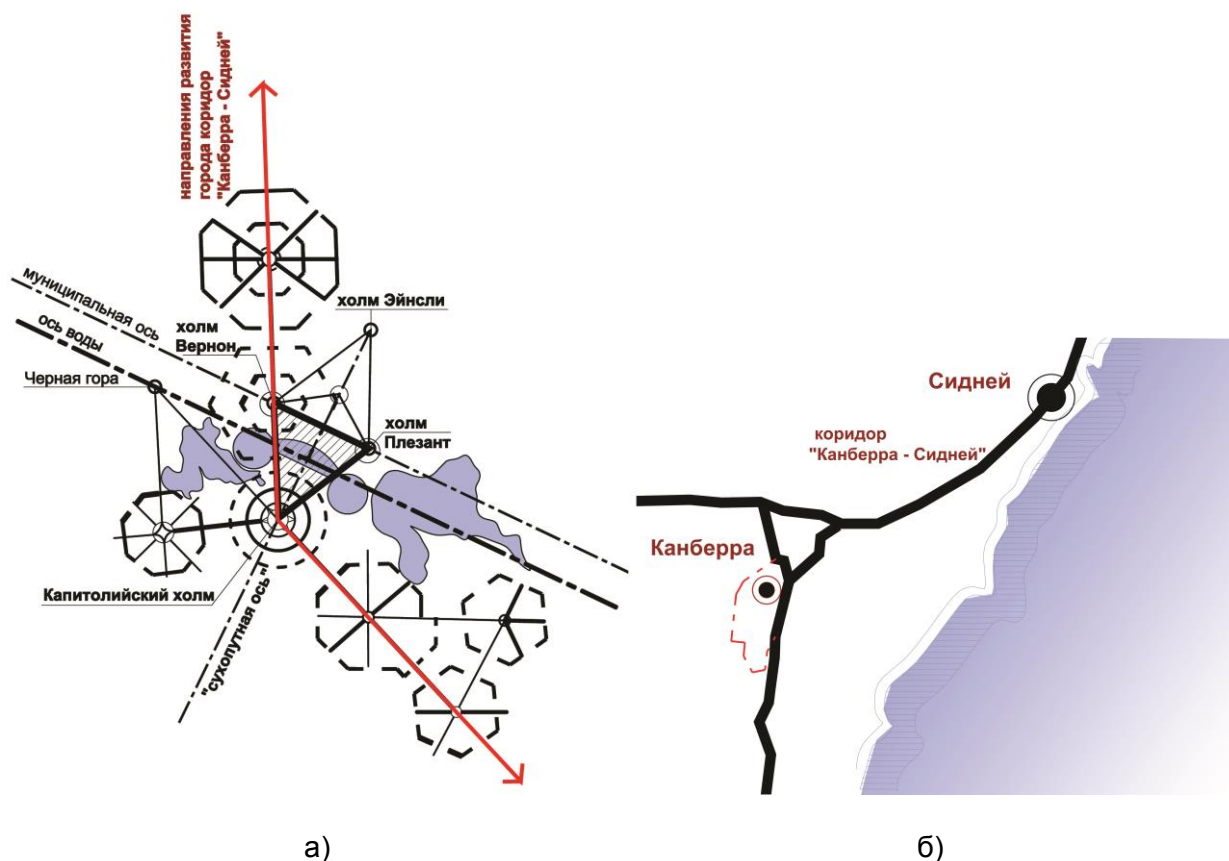 направления развития
города коридор
"Канберра - Сидней"
муниципальная ось
ось воды
холм Эйнсли
холм
Вернон
Черная гора
холм
Плезант
Капитолийский холм
"сухопутная ось"
Сидней
коридор
"Канберра - Сидней"
Канберра
а)
б)